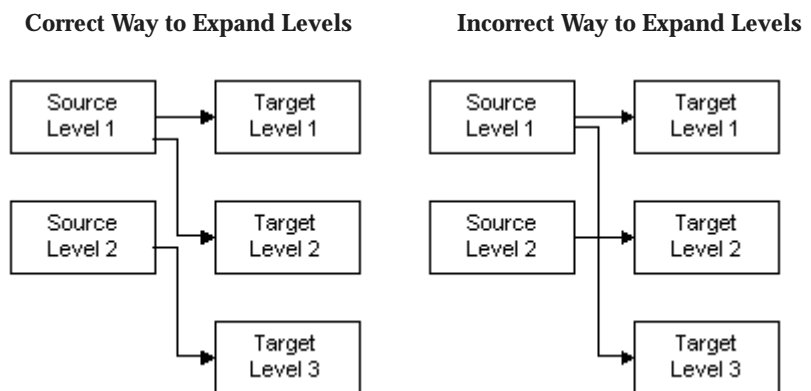 Correct Way to Expand Levels
Source
Level 1
Target
Level 1
Source
Level 2
Target
Level 2
Target
Level 3
Incorrect Way to Expand Levels
Source
Level 1
Target
Level 1
Source
Level 2
Target
Level 2
Target
Level 3